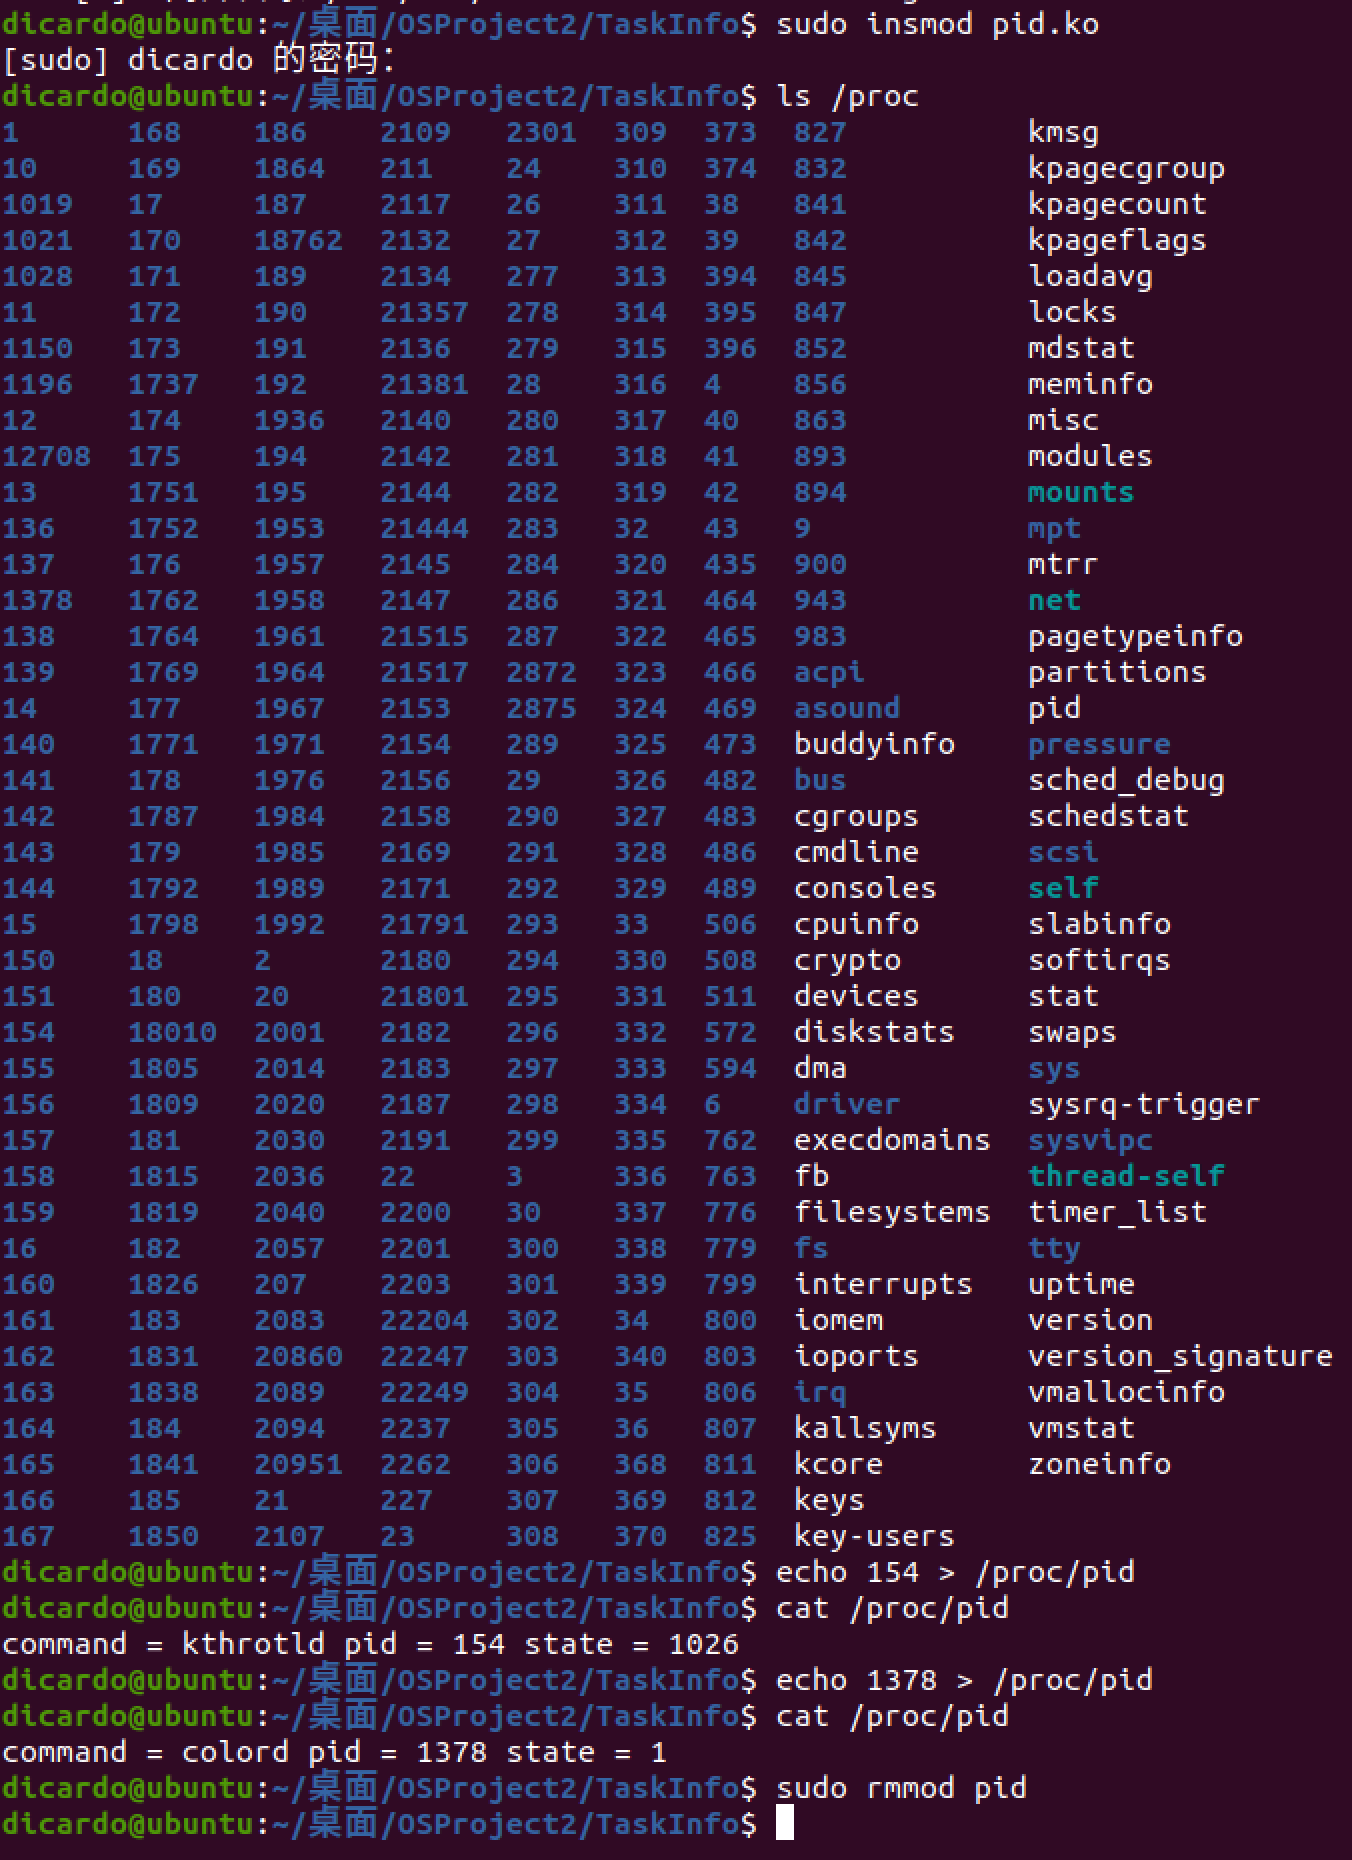 dicardo@ubuntu:~/桌面/OSProject2/TaskInfo$ sudo insmod pid.ko
[sudo] dicardo 的密码：
dicardo@ubuntu:~/桌面/OSProject2/TaskInfo$ ls /proc
1 168 186 2109 2301 309 373 827 kmsg
10 169 1864 211 24 310 374 832 kpagecgroup
1019 17 187 2117 26 311 38 841 kpagecount
1021 170 18762 2132 27 312 39 842 kpageflags
1028 171 189 2134 277 313 394 845 loadavg
11 172 190 21357 278 314 395 847 locks
1150 173 191 2136 279 315 396 852 mdstat
1196 1737 192 21381 28 316 4 856 meminfo
12 174 1936 2140 280 317 40 863 misc
12708 175 194 2142 281 318 41 893 modules
13 1751 195 2144 282 319 42 894 mounts
136 1752 1953 21444 283 32 43 9 mpt
137 176 1957 2145 284 320 435 900 mtrr
1378 1762 1958 2147 286 321 464 943 net
138 1764 1961 21515 287 322 465 983 pagetypeinfo
139 1769 1964 21517 2872 323 466 acpi partitions
14 177 1967 2153 2875 324 469 asound pid
140 1771 1971 2154 289 325 473 buddyinfo pressure
141 178 1976 2156 29 326 482 bus sched_debug
142 1787 1984 2158 290 327 483 cgroups schedstat
143 179 1985 2169 291 328 486 cmdline scsi
144 1792 1989 2171 292 329 489 consoles self
15 1798 1992 21791 293 33 506 cpuinfo slabinfo
150 18 2 2180 294 330 508 crypto softirqs
151 180 20 21801 295 331 511 devices stat
154 18010 2001 2182 296 332 572 diskstats swaps
155 1805 2014 2183 297 333 594 dma sys
156 1809 2020 2187 298 334 6 driver sysrq-trigger
157 181 2030 2191 299 335 762 execdomains sysvipc
158 1815 2036 22 3 336 763 fb thread-self
159 1819 2040 2200 30 337 776 filesystems timer_list
16 182 2057 2201 300 338 779 fs tty
160 1826 207 2203 301 339 799 interrupts uptime
161 183 2083 22204 302 34 800 iomem version
162 1831 20860 22247 303 340 803 ioports version_signature
163 1838 2089 22249 304 35 806 irq vmallocinfo
164 184 2094 2237 305 36 807 kallsyms vmstat
165 1841 20951 2262 306 368 811 kcore zoneinfo
166 185 21 227 307 369 812 keys
167 1850 2107 23 308 370 825 key-users
dicardo@ubuntu:~/桌面/OSProject2/TaskInfo$ echo 154 > /proc/pid
dicardo@ubuntu:~/桌面/OSProject2/TaskInfo$ cat /proc/pid
command = kthrotld pid = 154 state = 1026
dicardo@ubuntu:~/桌面/OSProject2/TaskInfo$ echo 1378 > /proc/pid
dicardo@ubuntu:~/桌面/OSProject2/TaskInfo$ cat /proc/pid
command = colord pid = 1378 state = 1
dicardo@ubuntu:~/桌面/OSProject2/TaskInfo$ sudo rmmod pid
dicardo@ubuntu:~/桌面/OSProject2/TaskInfo$